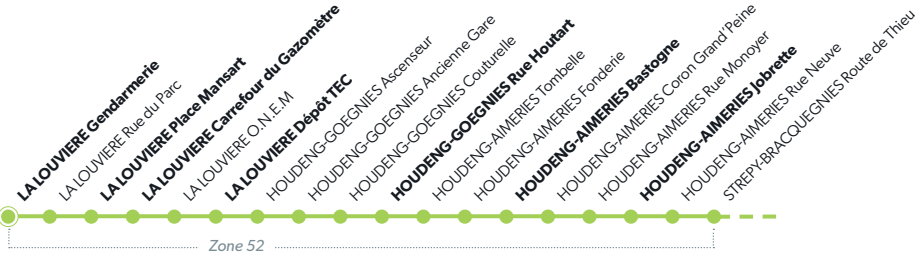 LA LOUVIERE Gendarmerie
LA LOUVIERE Rue du Parc
LA LOUVIERE Place Mansart
LA LOUVIERE Carrefour du Gazomètre
LA LOUVIERE O.N.E.M
LA LOUVIERE Dépôt TEC
HOUDENG-GOEGNIES Ascenseur
HOUDENG-GOEGNIES Ancienne Gare
HOUDENG-GOEGNIES Couturelle
HOUDENG-GOEGNIES Rue Houtart
HOUDENG-AIMERIES Tombelle
HOUDENG-AIMERIES Fonderie
HOUDENG-AIMERIES Bastogne
HOUDENG-AIMERIES Coron Grand'Peine
HOUDENG-AIMERIES Rue Monoyer
HOUDENG-AIMERIES Jobrette
HOUDENG-AIMERIES Rue Neuve
STREPY-BRACQUEGNIES Route de Thieu
Zone 52